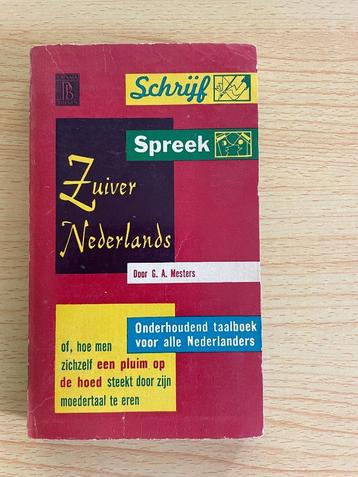 PB
Schrijf
Spreek
Zuiver
Nederlands
Door G. A. Mesters
Onderhoudend taalboek
voor alle Nederlanders
of, hoe men
zichzelf een pluim op
de hoed steekt door zijn
moedertaal te eren